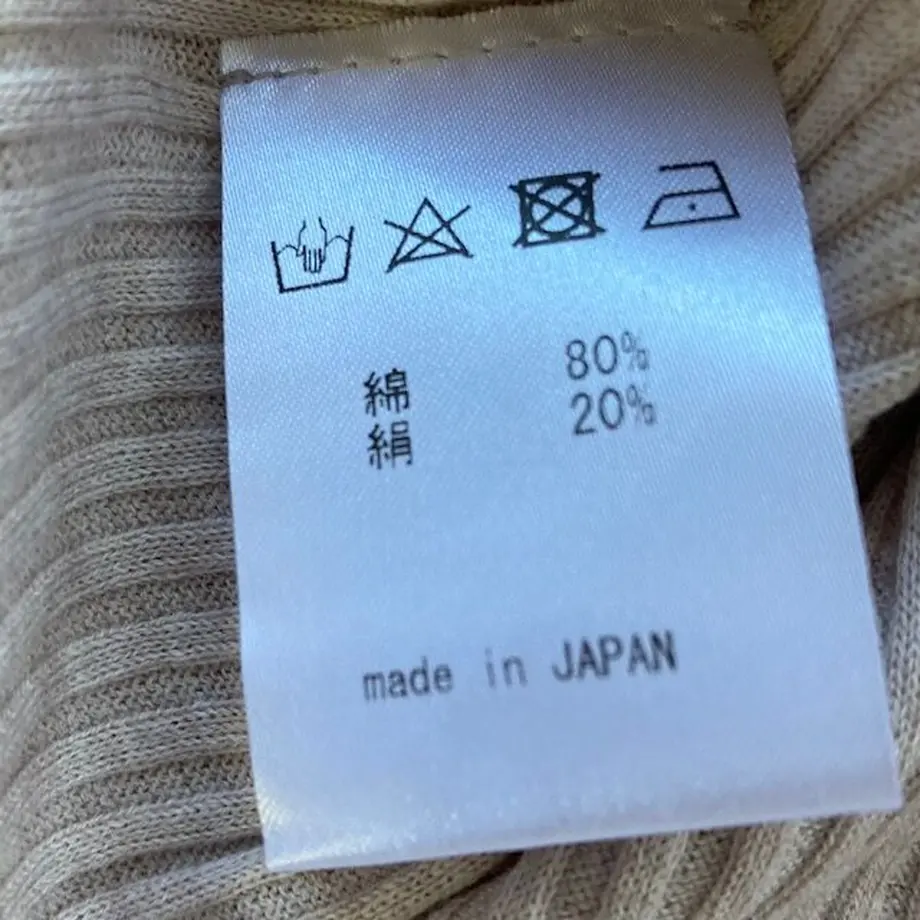 綿 80%
絹 20%
made in JAPAN